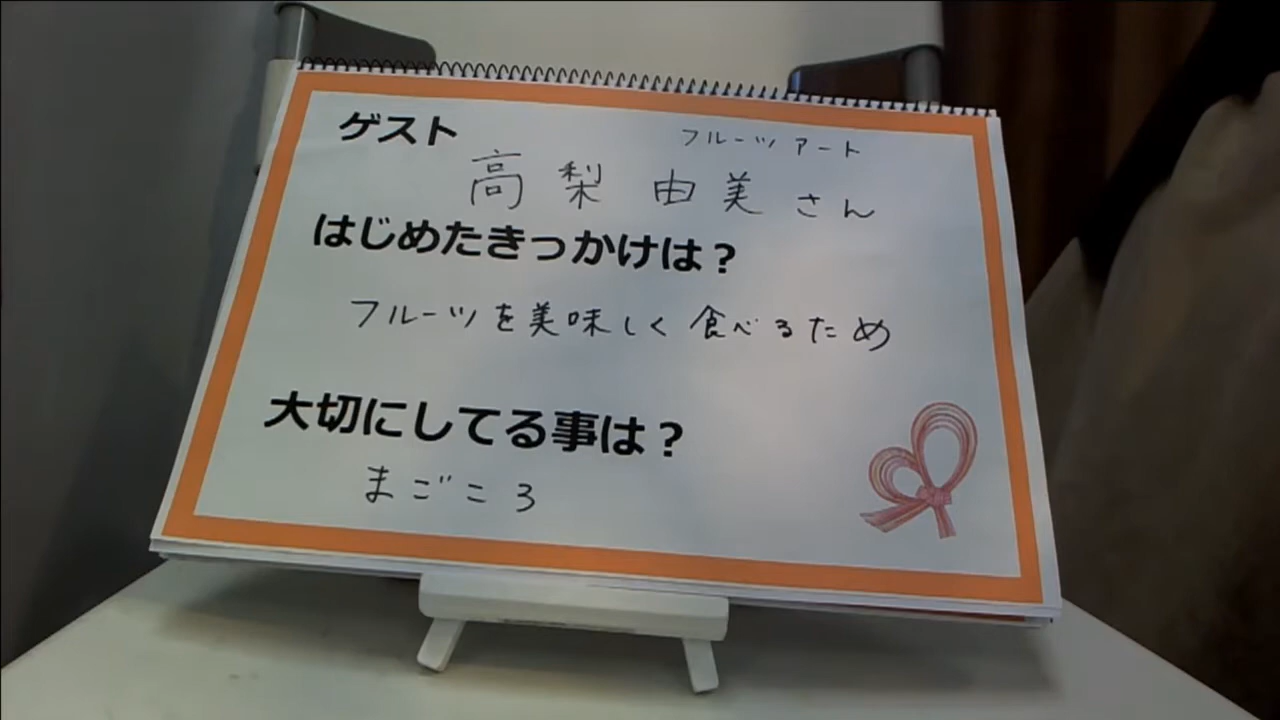 ゲスト
フルーツアート
高梨 由美さん
はじめたきっかけは？
フルーツを美味しく食べるため
大切にしてる事は？
まごころ